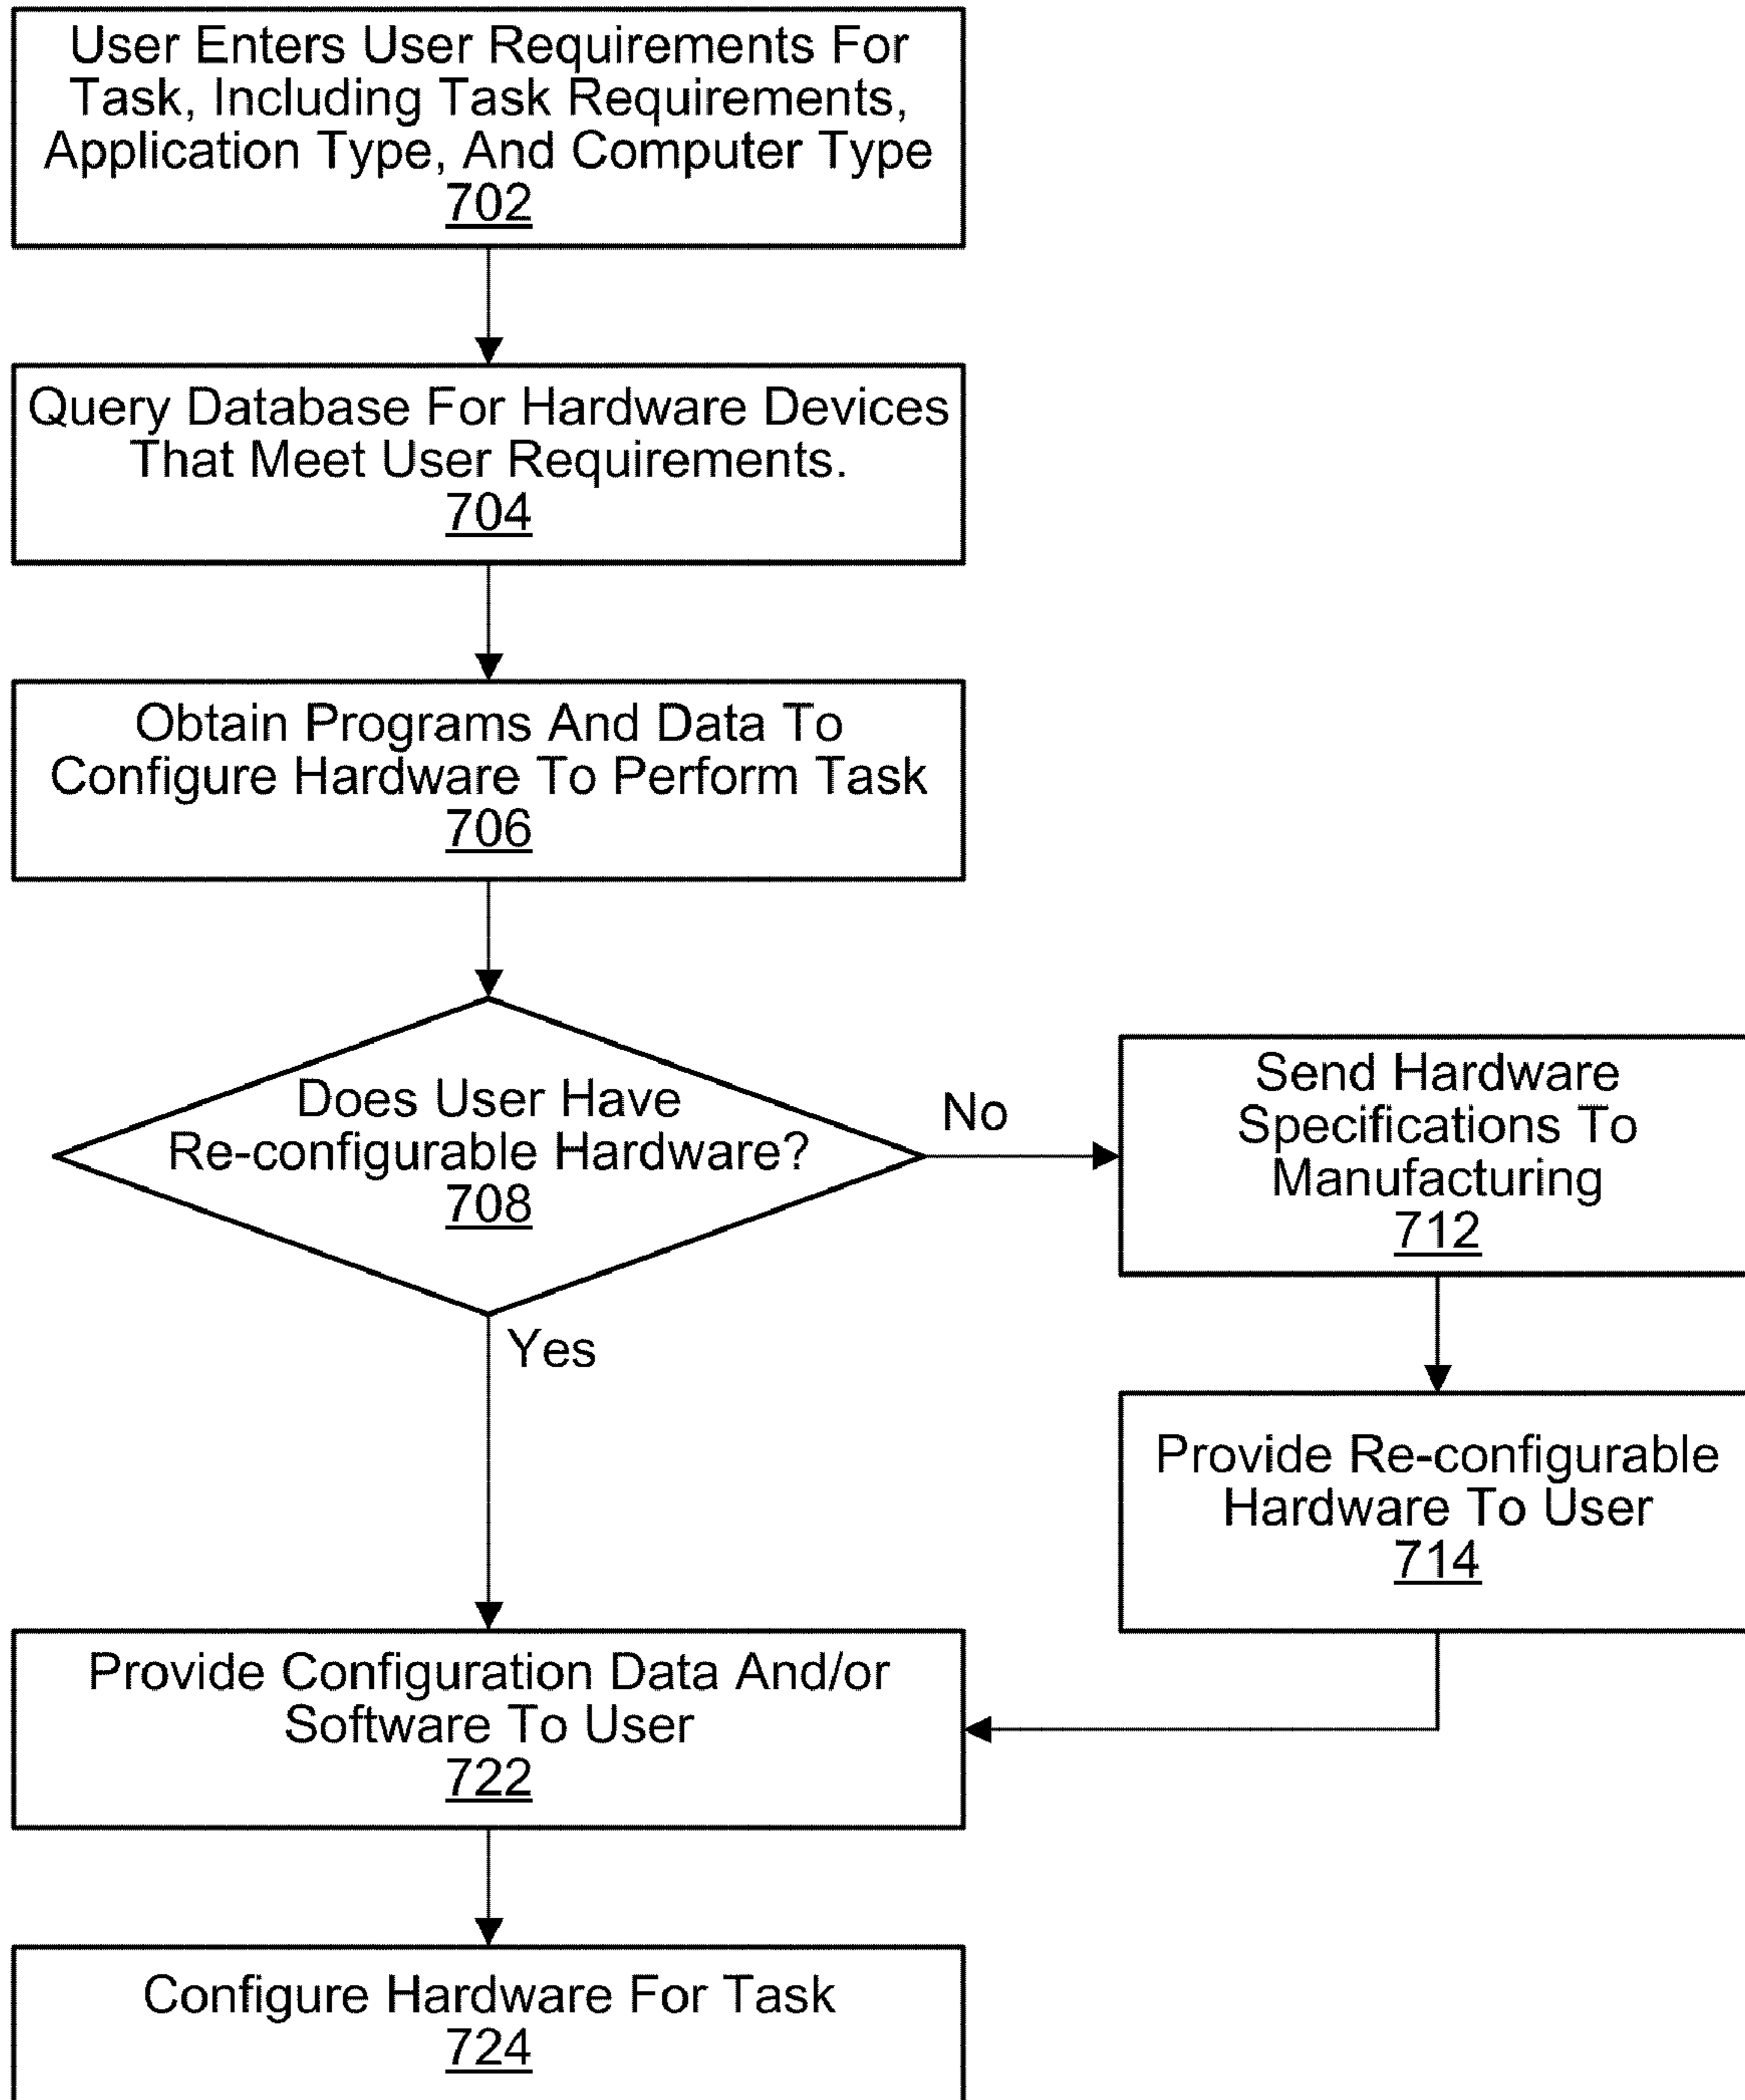 User Enters User Requirements For
Task, Including Task Requirements,
Application Type, And Computer Type
702
Query Database For Hardware Devices
That Meet User Requirements.
704
Obtain Programs And Data To
Configure Hardware To Perform Task
706
Does User Have
Re-configurable Hardware?
708
No
Yes
Send Hardware
Specifications To
Manufacturing
712
Provide Re-configurable
Hardware To User
714
Provide Configuration Data And/or
Software To User
722
Configure Hardware For Task
724